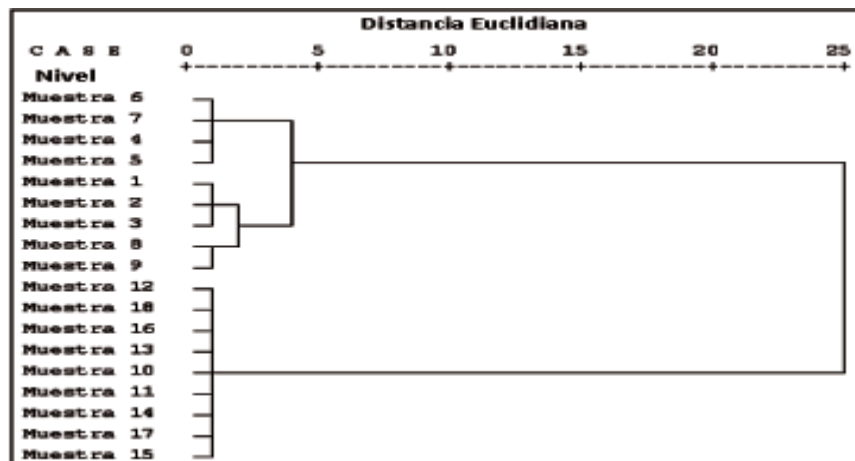 Distancia Euclidiana
C A S E 0 5 10 15 20 25
Nivel
Muestra 6
Muestra 7
Muestra 4
Muestra 5
Muestra 1
Muestra 2
Muestra 3
Muestra 8
Muestra 9
Muestra 12
Muestra 18
Muestra 16
Muestra 13
Muestra 10
Muestra 11
Muestra 14
Muestra 17
Muestra 15